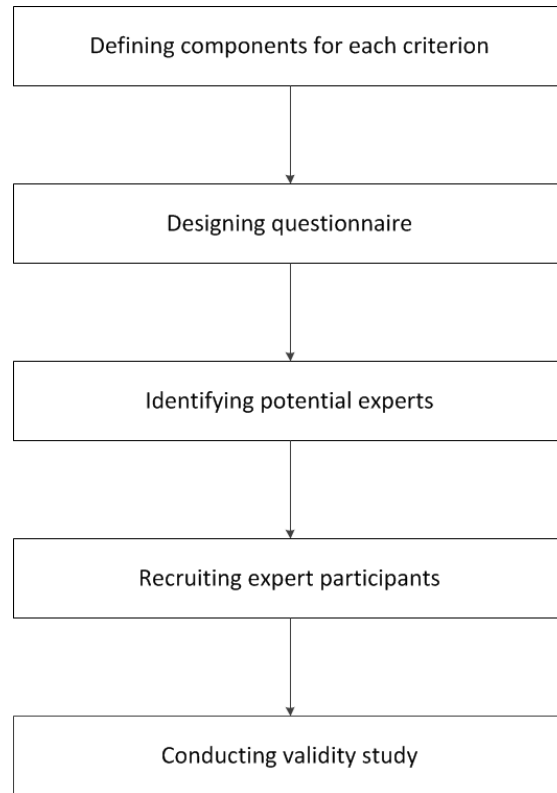 Defining components for each criterion
Designing questionnaire
Identifying potential experts
Recruiting expert participants
Conducting validity study